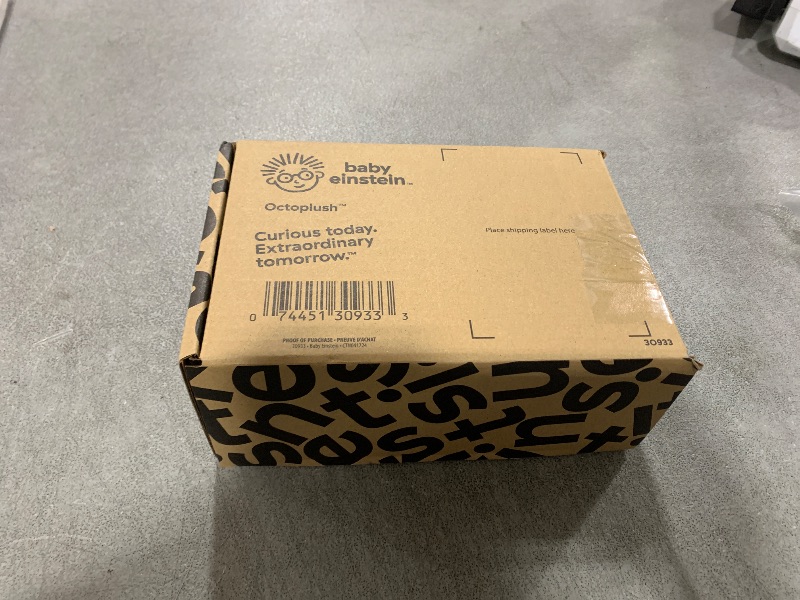 baby
einstein™
Octoplush™
Curious today.
Extraordinary
tomorrow.™
Place shipping label here
0 74451 30933 3
PROOF OF PURCHASE • PREUVE D'ACHAT
30933